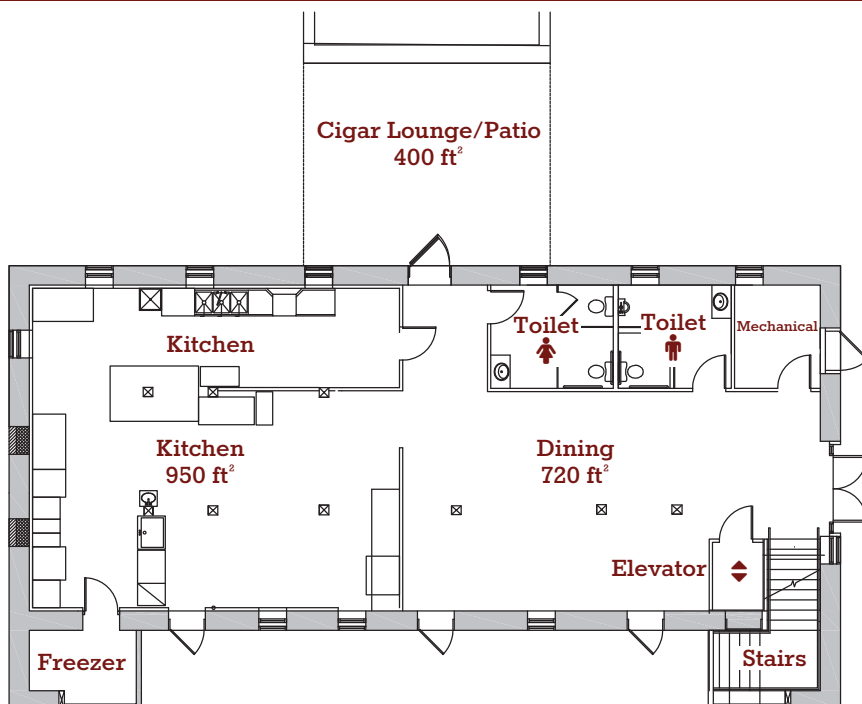 Cigar Lounge/Patio
400 ft²
Kitchen
Toilet
Toilet
Mechanical
Kitchen
950 ft²
Dining
720 ft²
Elevator
Freezer
Stairs